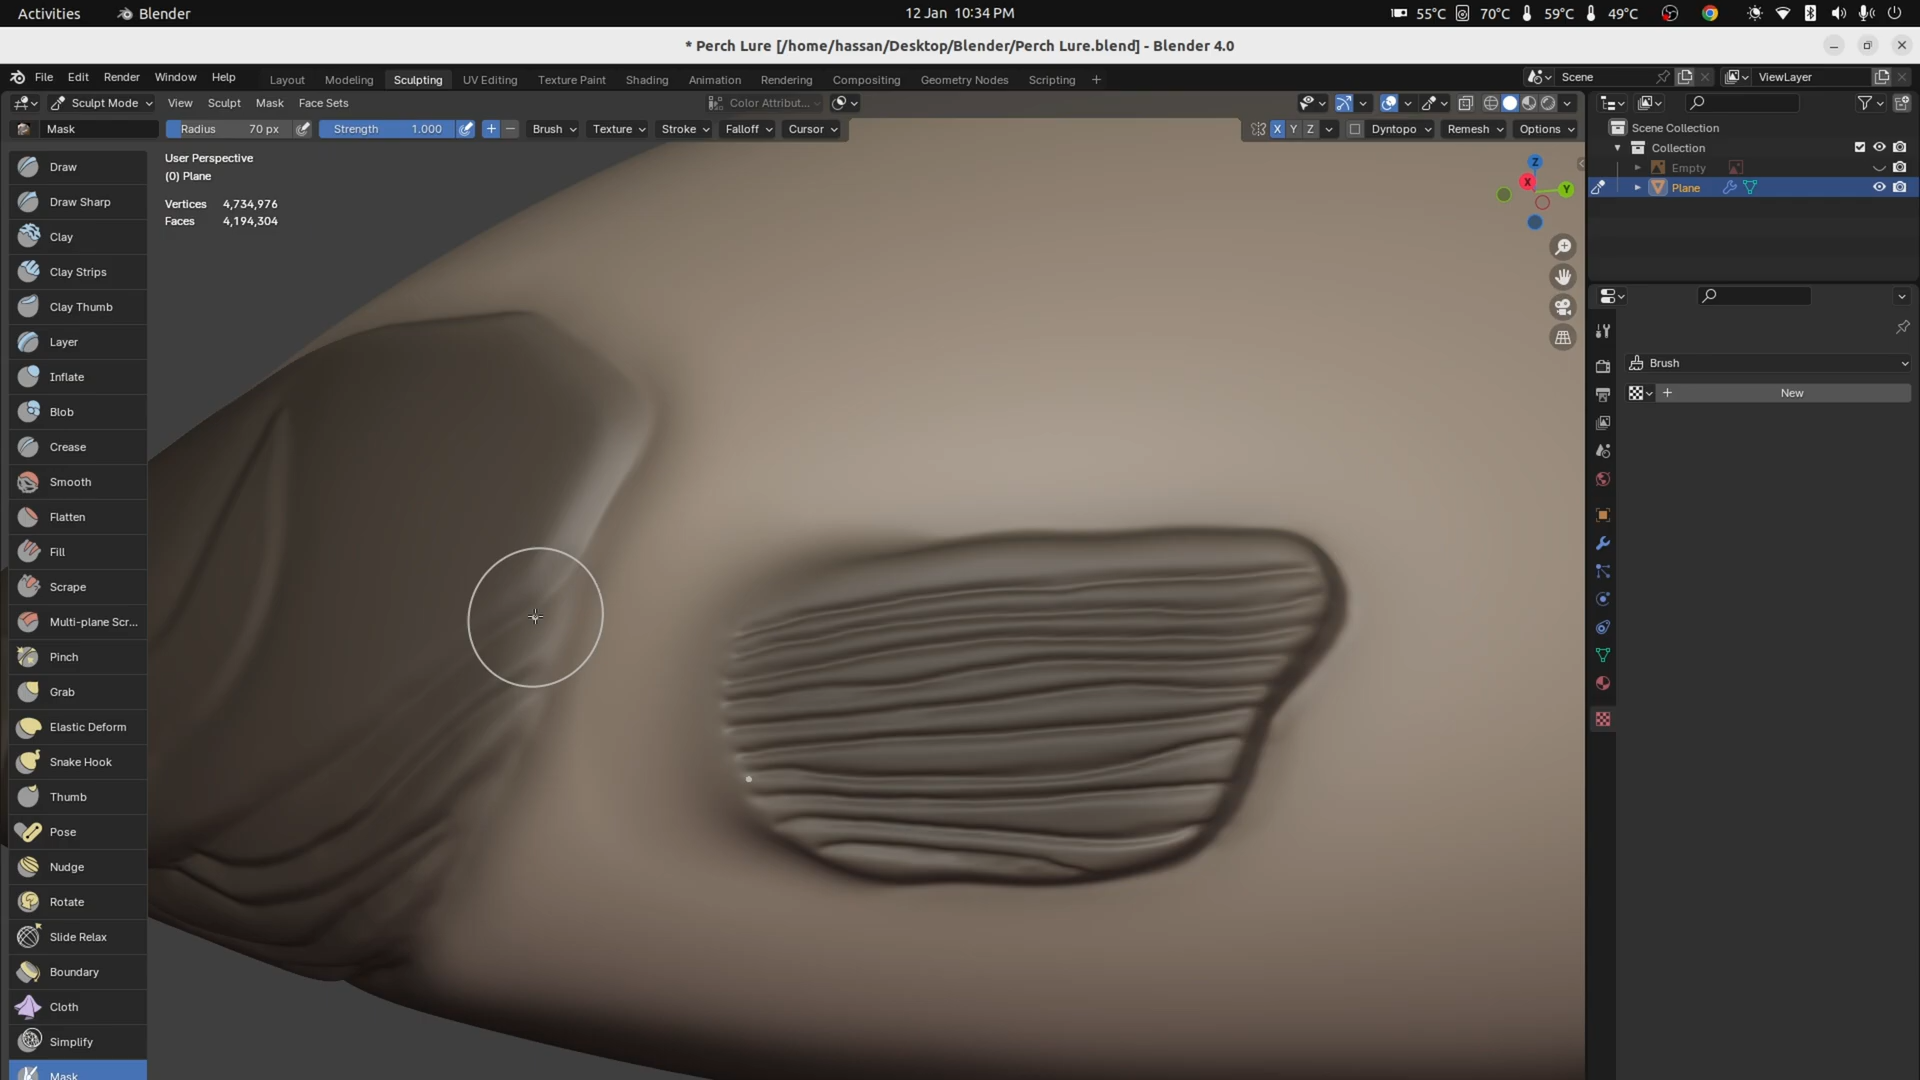 Activities Blender 12 Jan 10:34 PM 55°C 70°C 59°C 49°C
* Perch Lure [/home/hassan/Desktop/Blender/Perch Lure.blend] - Blender 4.0
File Edit Render Window Help Layout Modeling Sculpting UV Editing Texture Paint Shading Animation Rendering Compositing Geometry Nodes Scripting + Scene ViewLayer
Sculpt Mode View Sculpt Mask Face Sets Color Attribut...
Mask Radius 70 px Strength 1.000 Brush Texture Stroke Falloff Cursor X Y Z Dyntopo Remesh Options
Scene Collection
Collection
Empty
Plane
User Perspective
(0) Plane
Vertices 4,734,976
Faces 4,194,304
Z
X
Y
Draw
Draw Sharp
Clay
Clay Strips
Clay Thumb
Layer
Inflate
Blob
Crease
Smooth
Flatten
Fill
Scrape
Multi-plane Scr...
Pinch
Grab
Elastic Deform
Snake Hook
Thumb
Pose
Nudge
Rotate
Slide Relax
Boundary
Cloth
Simplify
Mask
Brush
New